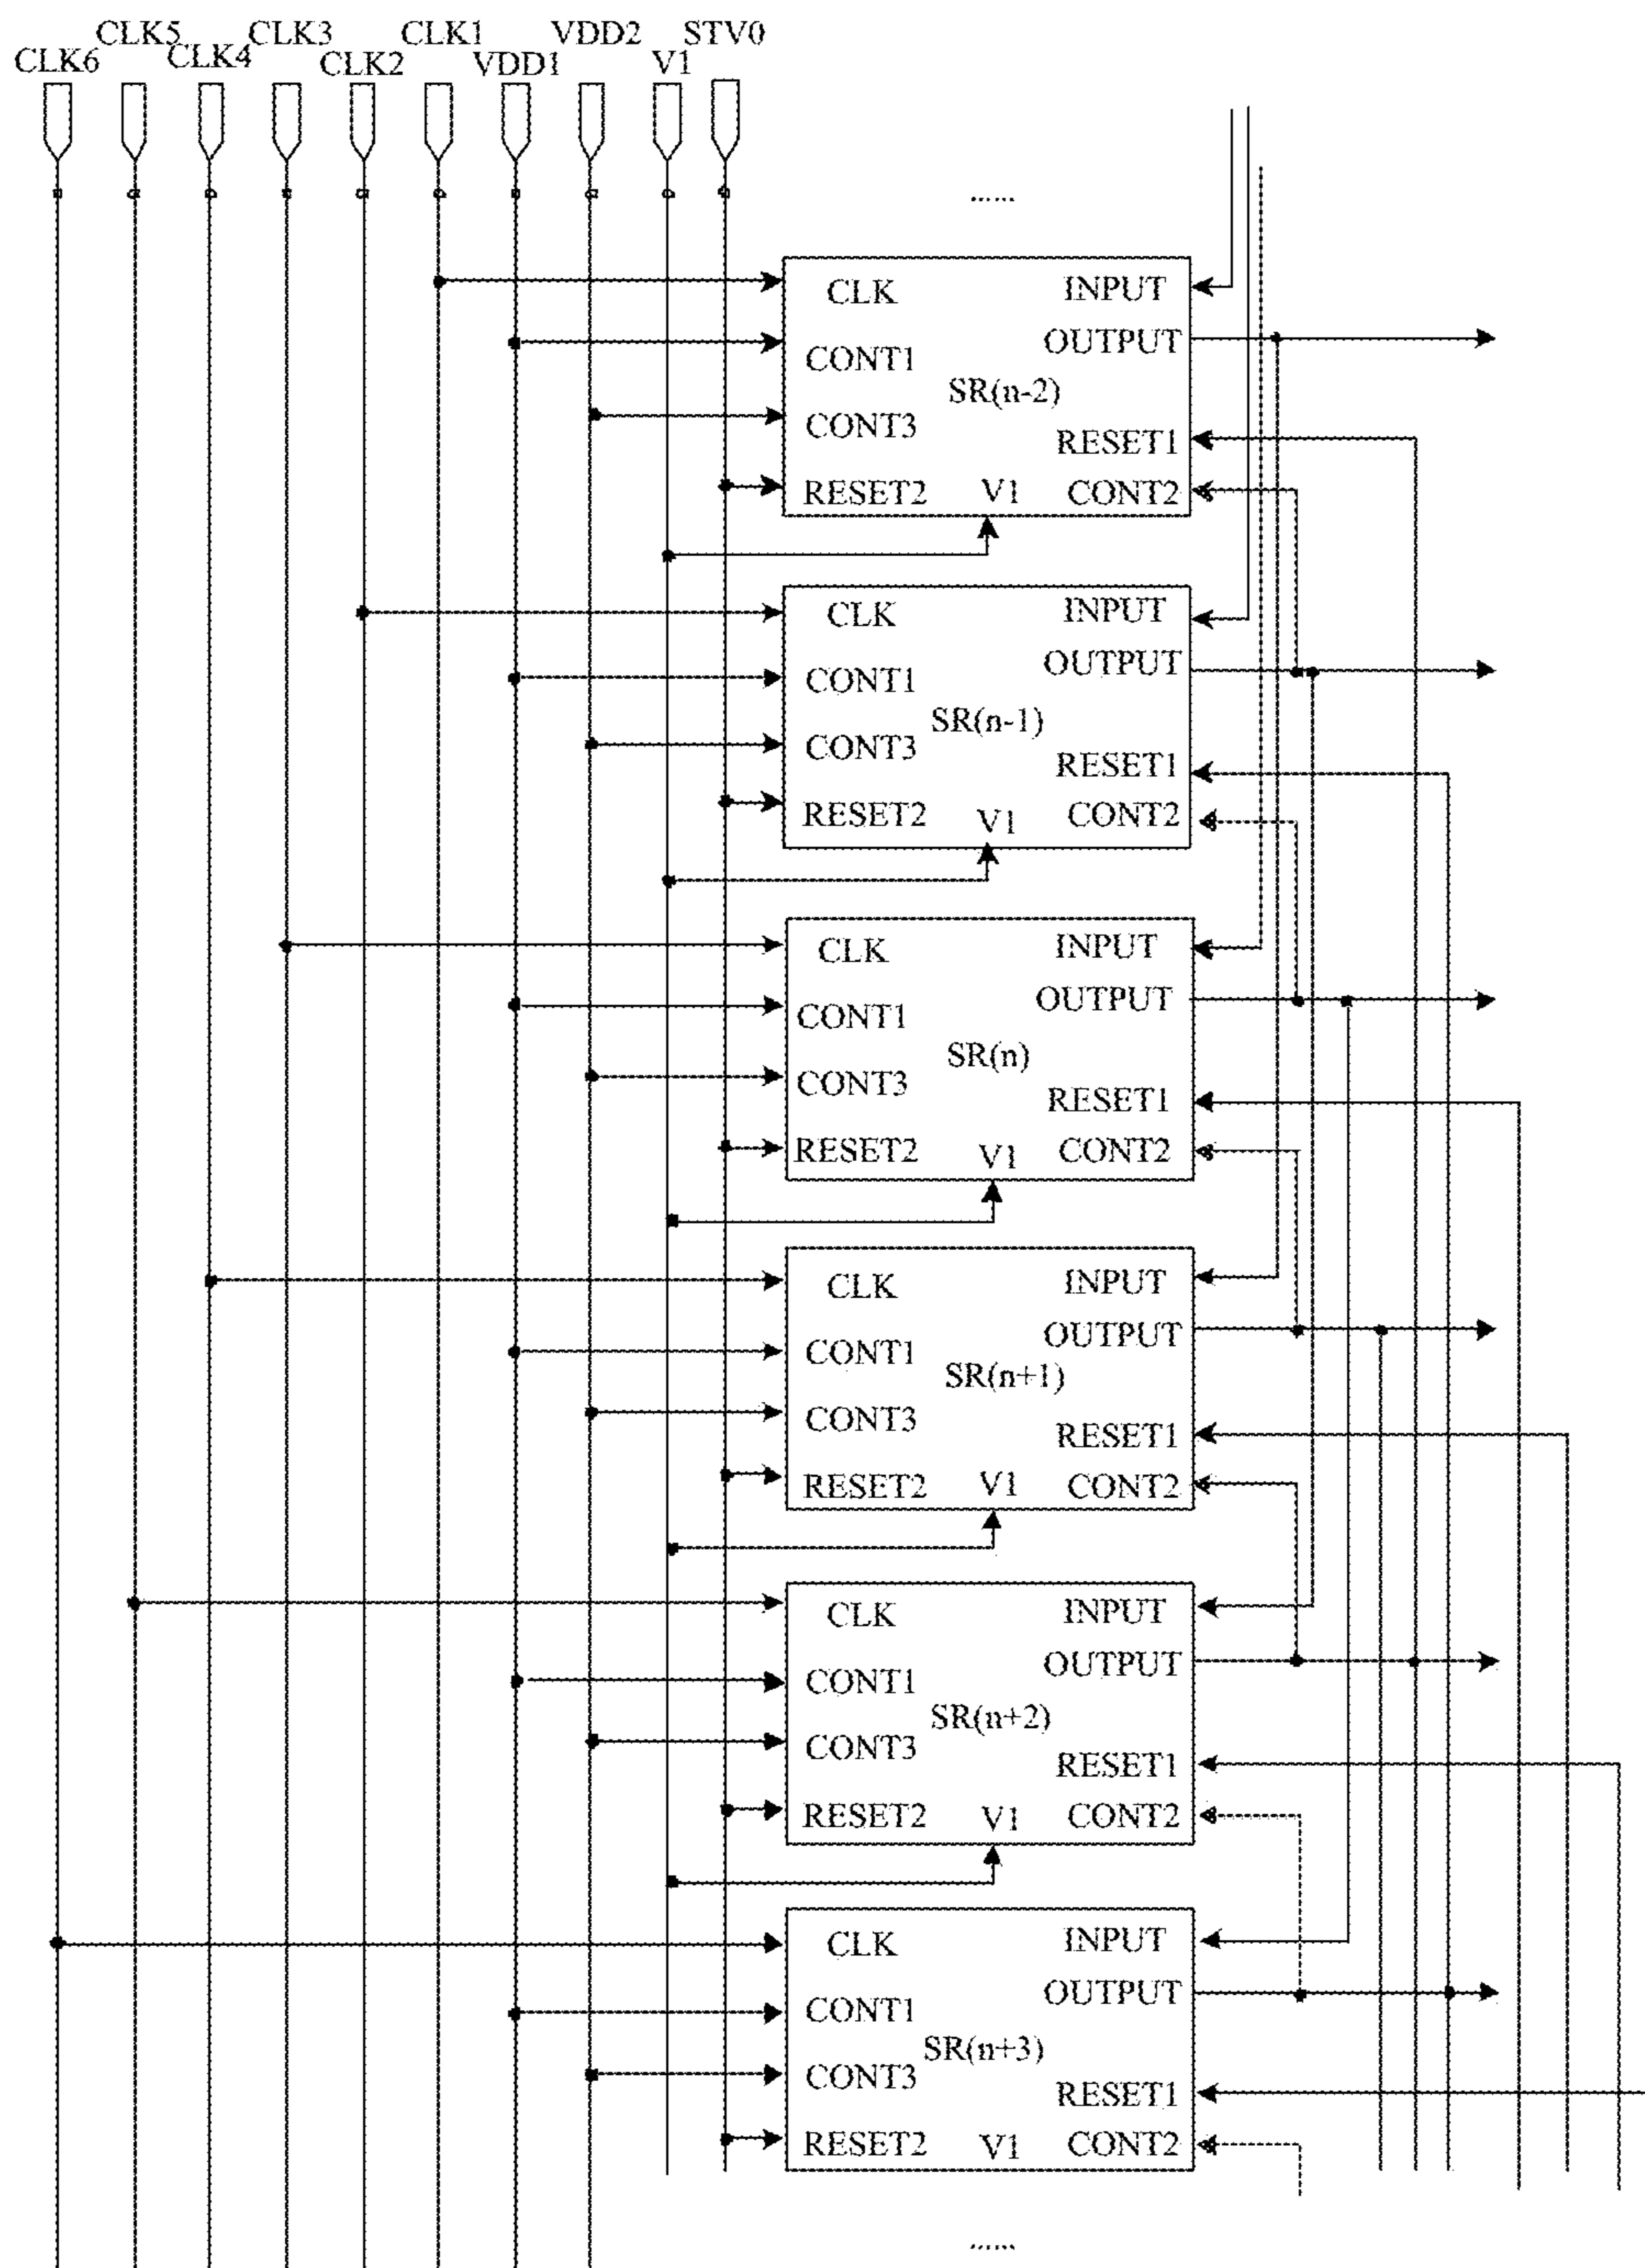 CLK6 CLK5 CLK4 CLK3 CLK2 CLK1 VDD1 VDD2 V1 STV0
......
CLK INPUT
OUTPUT
CONT1
SR(n-2)
CONT3
RESET1
RESET2 V1 CONT2
CLK INPUT
OUTPUT
CONT1
SR(n-1)
CONT3
RESET1
RESET2 V1 CONT2
CLK INPUT
OUTPUT
CONT1
SR(n)
CONT3
RESET1
RESET2 V1 CONT2
CLK INPUT
OUTPUT
CONT1
SR(n+1)
CONT3
RESET1
RESET2 V1 CONT2
CLK INPUT
OUTPUT
CONT1
SR(n+2)
CONT3
RESET1
RESET2 V1 CONT2
CLK INPUT
OUTPUT
CONT1
SR(n+3)
CONT3
RESET1
RESET2 V1 CONT2
......